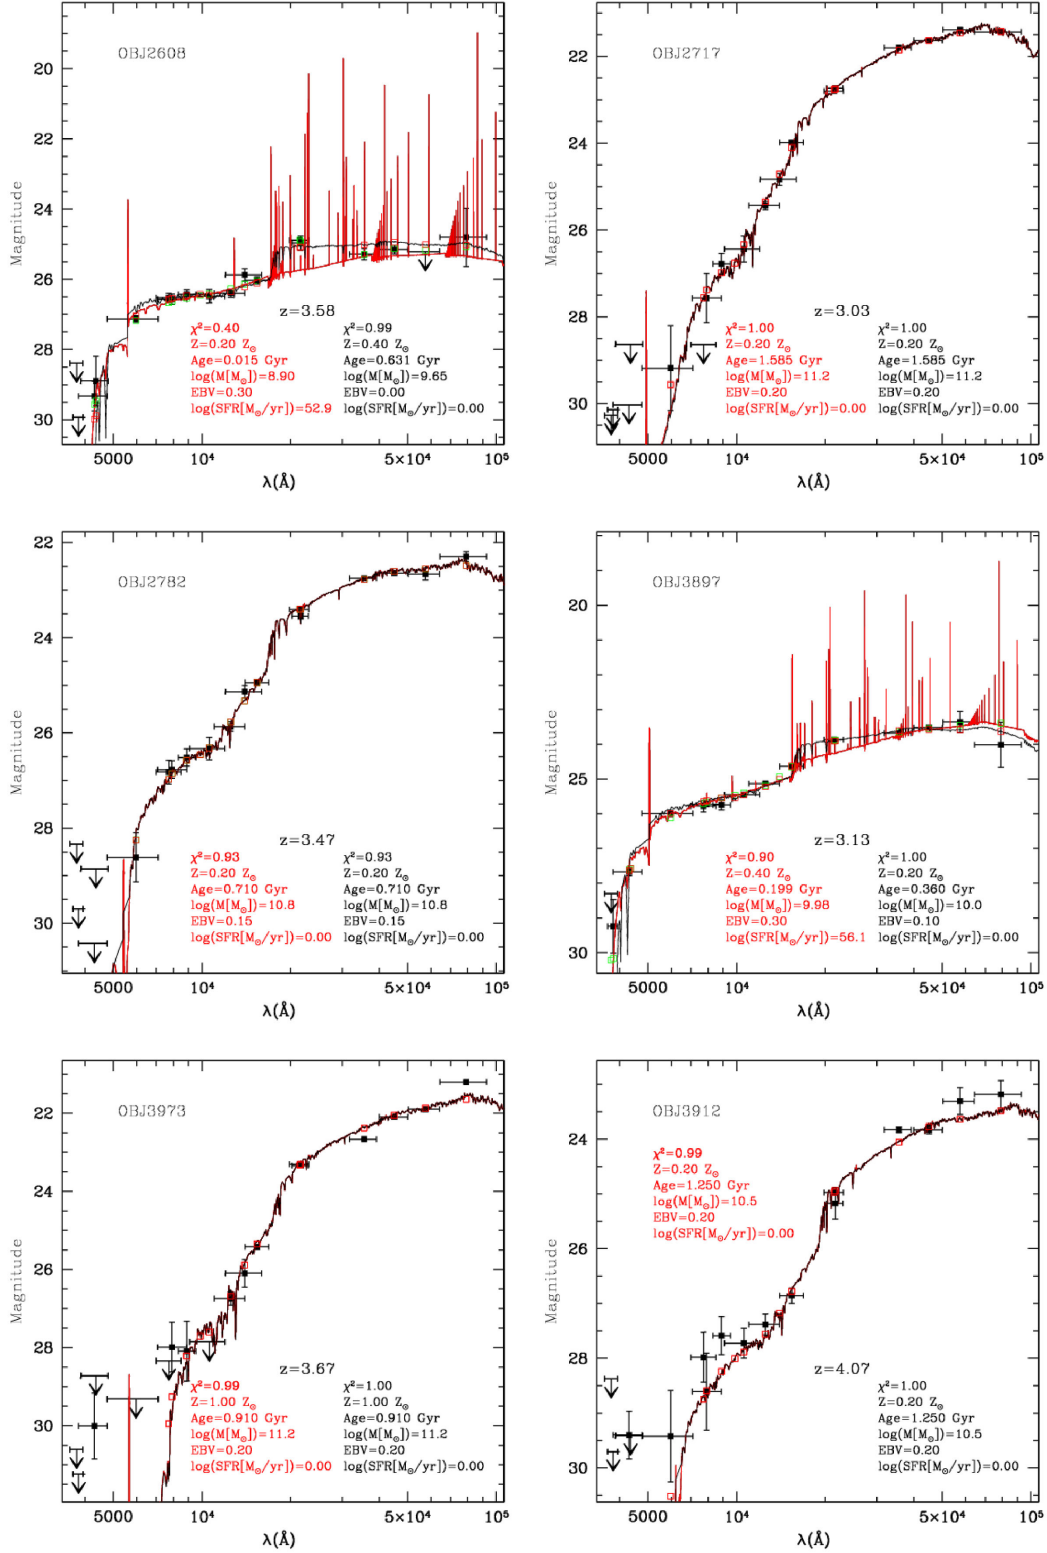 OBJ2608
20
22
24
26
28
30
Magnitude
z=3.58
χ²=0.40
Z=0.20 Z⊙
Age=0.015 Gyr
log(M[M⊙])=8.90
EBV=0.30
log(SFR[M⊙/yr])=52.9
χ²=0.99
Z=0.40 Z⊙
Age=0.631 Gyr
log(M[M⊙])=9.65
EBV=0.00
log(SFR[M⊙/yr])=0.00
5000 10⁴ 5×10⁴ 10⁵
λ(Å)
OBJ2717
22
24
26
28
30
Magnitude
z=3.03
χ²=1.00
Z=0.20 Z⊙
Age=1.585 Gyr
log(M[M⊙])=11.2
EBV=0.20
log(SFR[M⊙/yr])=0.00
χ²=1.00
Z=0.20 Z⊙
Age=1.585 Gyr
log(M[M⊙])=11.2
EBV=0.20
log(SFR[M⊙/yr])=0.00
5000 10⁴ 5×10⁴ 10⁵
λ(Å)
OBJ2782
22
24
26
28
30
Magnitude
z=3.47
χ²=0.93
Z=0.20 Z⊙
Age=0.710 Gyr
log(M[M⊙])=10.8
EBV=0.15
log(SFR[M⊙/yr])=0.00
χ²=0.93
Z=0.20 Z⊙
Age=0.710 Gyr
log(M[M⊙])=10.8
EBV=0.15
log(SFR[M⊙/yr])=0.00
5000 10⁴ 5×10⁴ 10⁵
λ(Å)
OBJ3897
20
25
30
Magnitude
z=3.13
χ²=0.90
Z=0.40 Z⊙
Age=0.199 Gyr
log(M[M⊙])=9.98
EBV=0.30
log(SFR[M⊙/yr])=56.1
χ²=1.00
Z=0.20 Z⊙
Age=0.360 Gyr
log(M[M⊙])=10.0
EBV=0.10
log(SFR[M⊙/yr])=0.00
5000 10⁴ 5×10⁴ 10⁵
λ(Å)
OBJ3973
22
24
26
28
30
Magnitude
z=3.67
χ²=0.99
Z=1.00 Z⊙
Age=0.910 Gyr
log(M[M⊙])=11.2
EBV=0.20
log(SFR[M⊙/yr])=0.00
χ²=1.00
Z=1.00 Z⊙
Age=0.910 Gyr
log(M[M⊙])=11.2
EBV=0.20
log(SFR[M⊙/yr])=0.00
5000 10⁴ 5×10⁴ 10⁵
λ(Å)
OBJ3912
24
26
28
30
Magnitude
χ²=0.99
Z=0.20 Z⊙
Age=1.250 Gyr
log(M[M⊙])=10.5
EBV=0.20
log(SFR[M⊙/yr])=0.00
z=4.07
χ²=1.00
Z=0.20 Z⊙
Age=1.250 Gyr
log(M[M⊙])=10.5
EBV=0.20
log(SFR[M⊙/yr])=0.00
5000 10⁴ 5×10⁴ 10⁵
λ(Å)